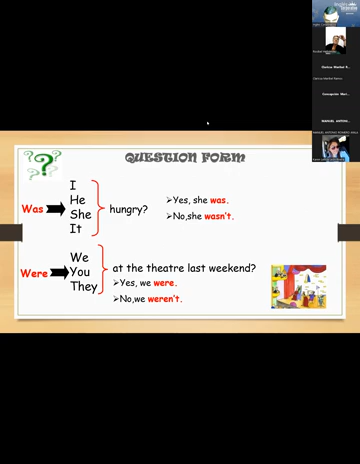 QUESTION FORM
Was
I
He
She
It
hungry?
Yes, she was.
No,she wasn't.
Were
We
You
They
at the theatre last weekend?
Yes, we were.
No,we weren't.